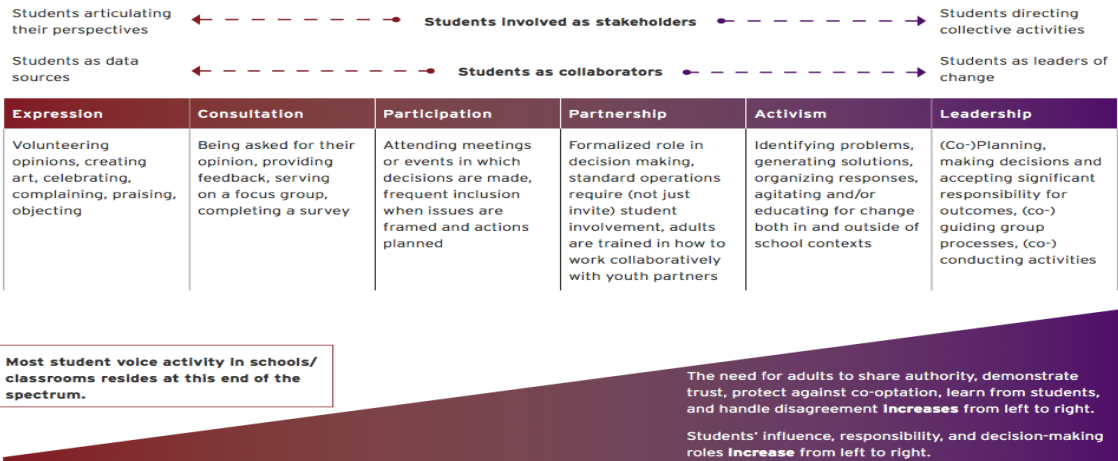 Students articulating
their perspectives
Students involved as stakeholders
Students directing
collective activities
Students as data
sources
Students as collaborators
Students as leaders of
change
Expression
Consultation
Participation
Partnership
Activism
Leadership
Volunteering
opinions, creating
art, celebrating,
complaining, praising,
objecting
Being asked for their
opinion, providing
feedback, serving
on a focus group,
completing a survey
Attending meetings
or events in which
decisions are made,
frequent inclusion
when issues are
framed and actions
planned
Formalized role in
decision making,
standard operations
require (not just
invite) student
involvement, adults
are trained in how to
work collaboratively
with youth partners
Identifying problems,
generating solutions,
organizing responses,
agitating and/or
educating for change
both in and outside of
school contexts
(Co-)Planning,
making decisions and
accepting significant
responsibility for
outcomes, (co-)
guiding group
processes, (co-)
conducting activities
Most student voice activity in schools/
classrooms resides at this end of the
spectrum.
The need for adults to share authority, demonstrate
trust, protect against co-optation, learn from students,
and handle disagreement Increases from left to right.
Students' influence, responsibility, and decision-making
roles Increase from left to right.